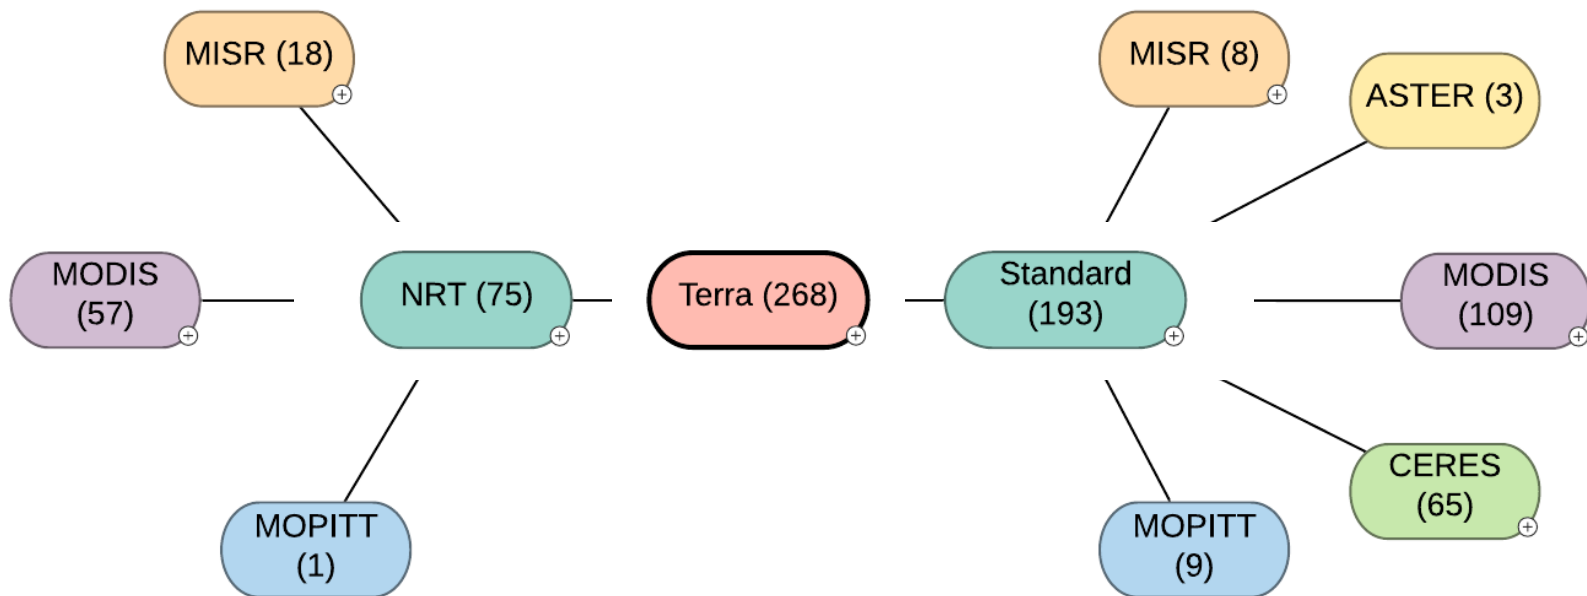 MISR (18)
MISR (8)
ASTER (3)
MODIS
(57)
NRT (75)
Terra (268)
Standard
(193)
MODIS
(109)
MOPITT
(1)
MOPITT
(9)
CERES
(65)